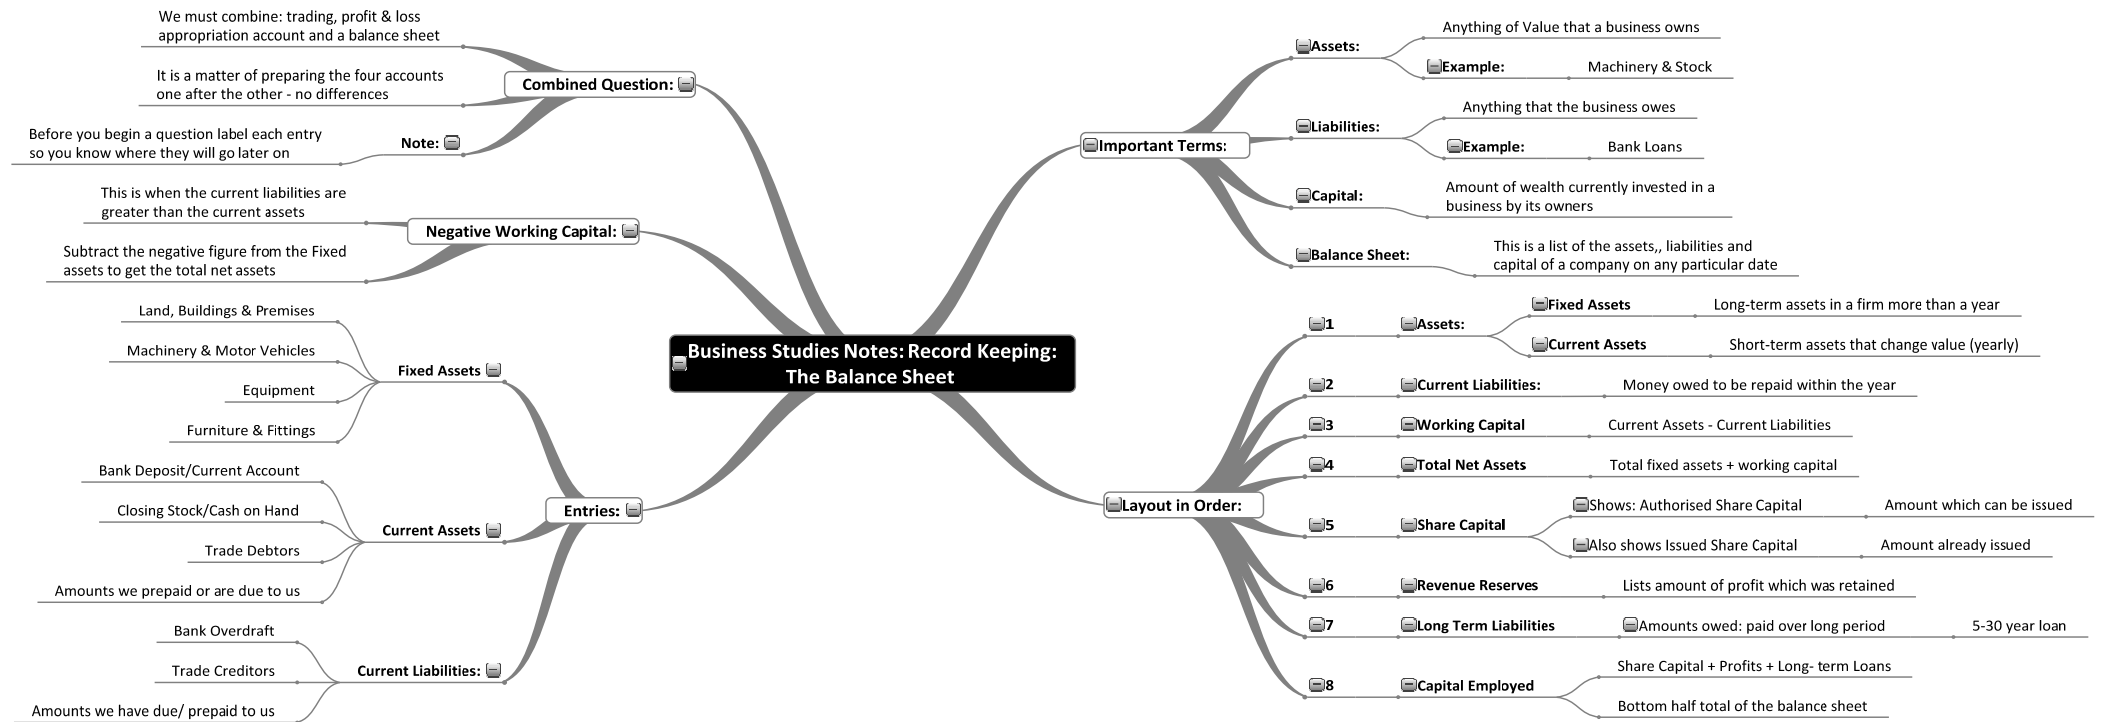 Business Studies Notes: Record Keeping:
The Balance Sheet
Combined Question:
We must combine: trading, profit & loss
appropriation account and a balance sheet
It is a matter of preparing the four accounts
one after the other - no differences
Note:
Before you begin a question label each entry
so you know where they will go later on
Negative Working Capital:
This is when the current liabilities are
greater than the current assets
Subtract the negative figure from the Fixed
assets to get the total net assets
Entries:
Fixed Assets
Land, Buildings & Premises
Machinery & Motor Vehicles
Equipment
Furniture & Fittings
Current Assets
Bank Deposit/Current Account
Closing Stock/Cash on Hand
Trade Debtors
Amounts we prepaid or are due to us
Current Liabilities:
Bank Overdraft
Trade Creditors
Amounts we have due/ prepaid to us
Important Terms:
Assets:
Anything of Value that a business owns
Example:
Machinery & Stock
Liabilities:
Anything that the business owes
Example:
Bank Loans
Capital:
Amount of wealth currently invested in a
business by its owners
Balance Sheet:
This is a list of the assets,, liabilities and
capital of a company on any particular date
Layout in Order:
1
Assets:
Fixed Assets
Long-term assets in a firm more than a year
Current Assets
Short-term assets that change value (yearly)
2
Current Liabilities:
Money owed to be repaid within the year
3
Working Capital
Current Assets - Current Liabilities
4
Total Net Assets
Total fixed assets + working capital
5
Share Capital
Shows: Authorised Share Capital
Amount which can be issued
Also shows Issued Share Capital
Amount already issued
6
Revenue Reserves
Lists amount of profit which was retained
7
Long Term Liabilities
Amounts owed: paid over long period
5-30 year loan
8
Capital Employed
Share Capital + Profits + Long- term Loans
Bottom half total of the balance sheet